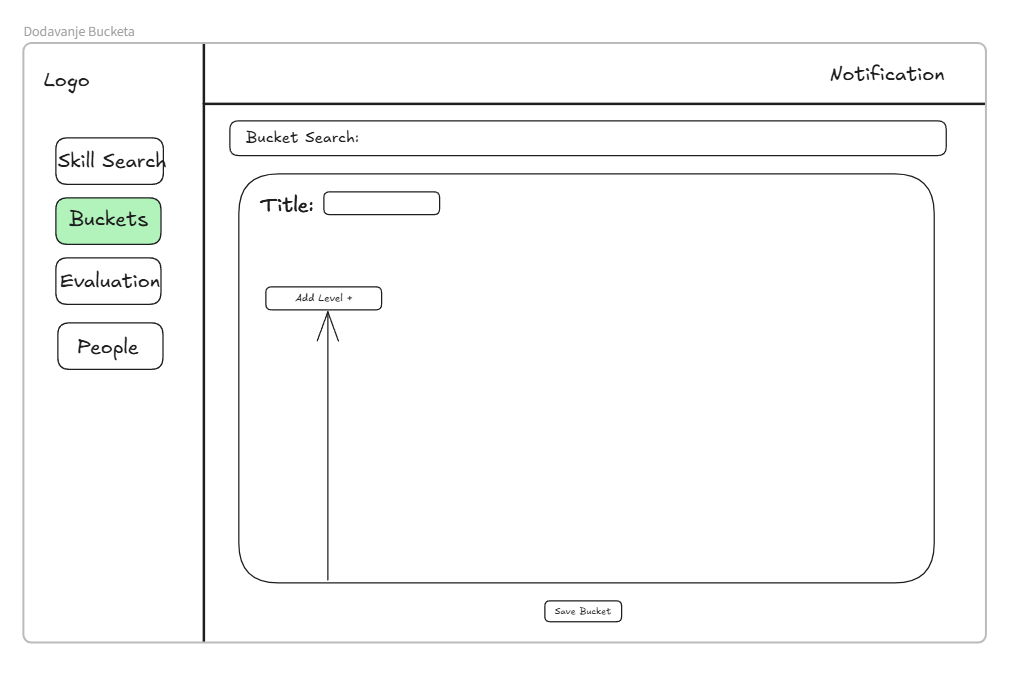 Dodavanje Bucketa
Logo
Notification
Bucket Search:
Skill Search
Buckets
Evaluation
People
Title:
Add Level +
Save Bucket